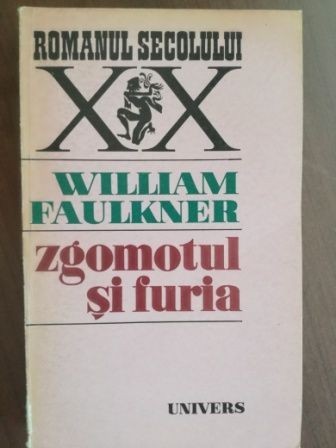 ROMANUL SECOLULUI
XX
WILLIAM
FAULKNER
zgomotul
și furia
UNIVERS